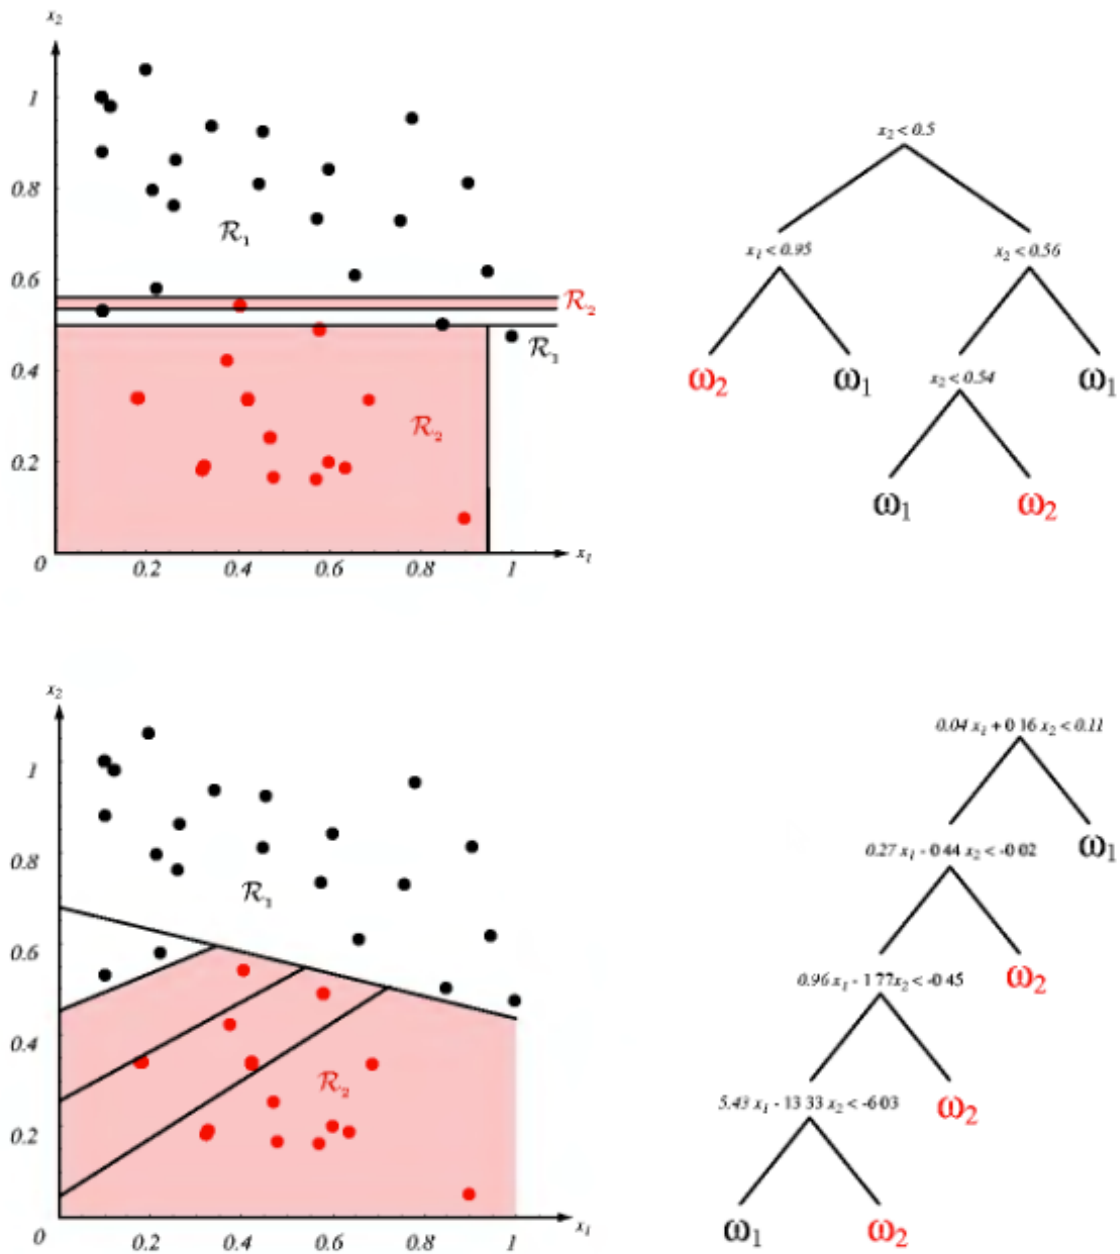 x₂
1
0.8
0.6
0.4
0.2
0
0.2 0.4 0.6 0.8 1
x₁
ℛ₁
ℛ₂
ℛ₁
ℛ₂
x₂ < 0.5
x₁ < 0.95 x₂ < 0.56
ω₂ ω₁ x₂ < 0.54 ω₁
ω₁ ω₂
x₂
1
0.8
0.6
0.4
0.2
0
0.2 0.4 0.6 0.8 1
x₁
ℛ₁
ℛ₂
0.04 x₁ + 0 16 x₂ < 0.11
0.27 x₁ - 0 44 x₂ < -0 02 ω₁
0.96 x₁ - 1 77x₂ < -0 45 ω₂
5.43 x₁ - 13 33 x₂ < -6 03 ω₂
ω₁ ω₂